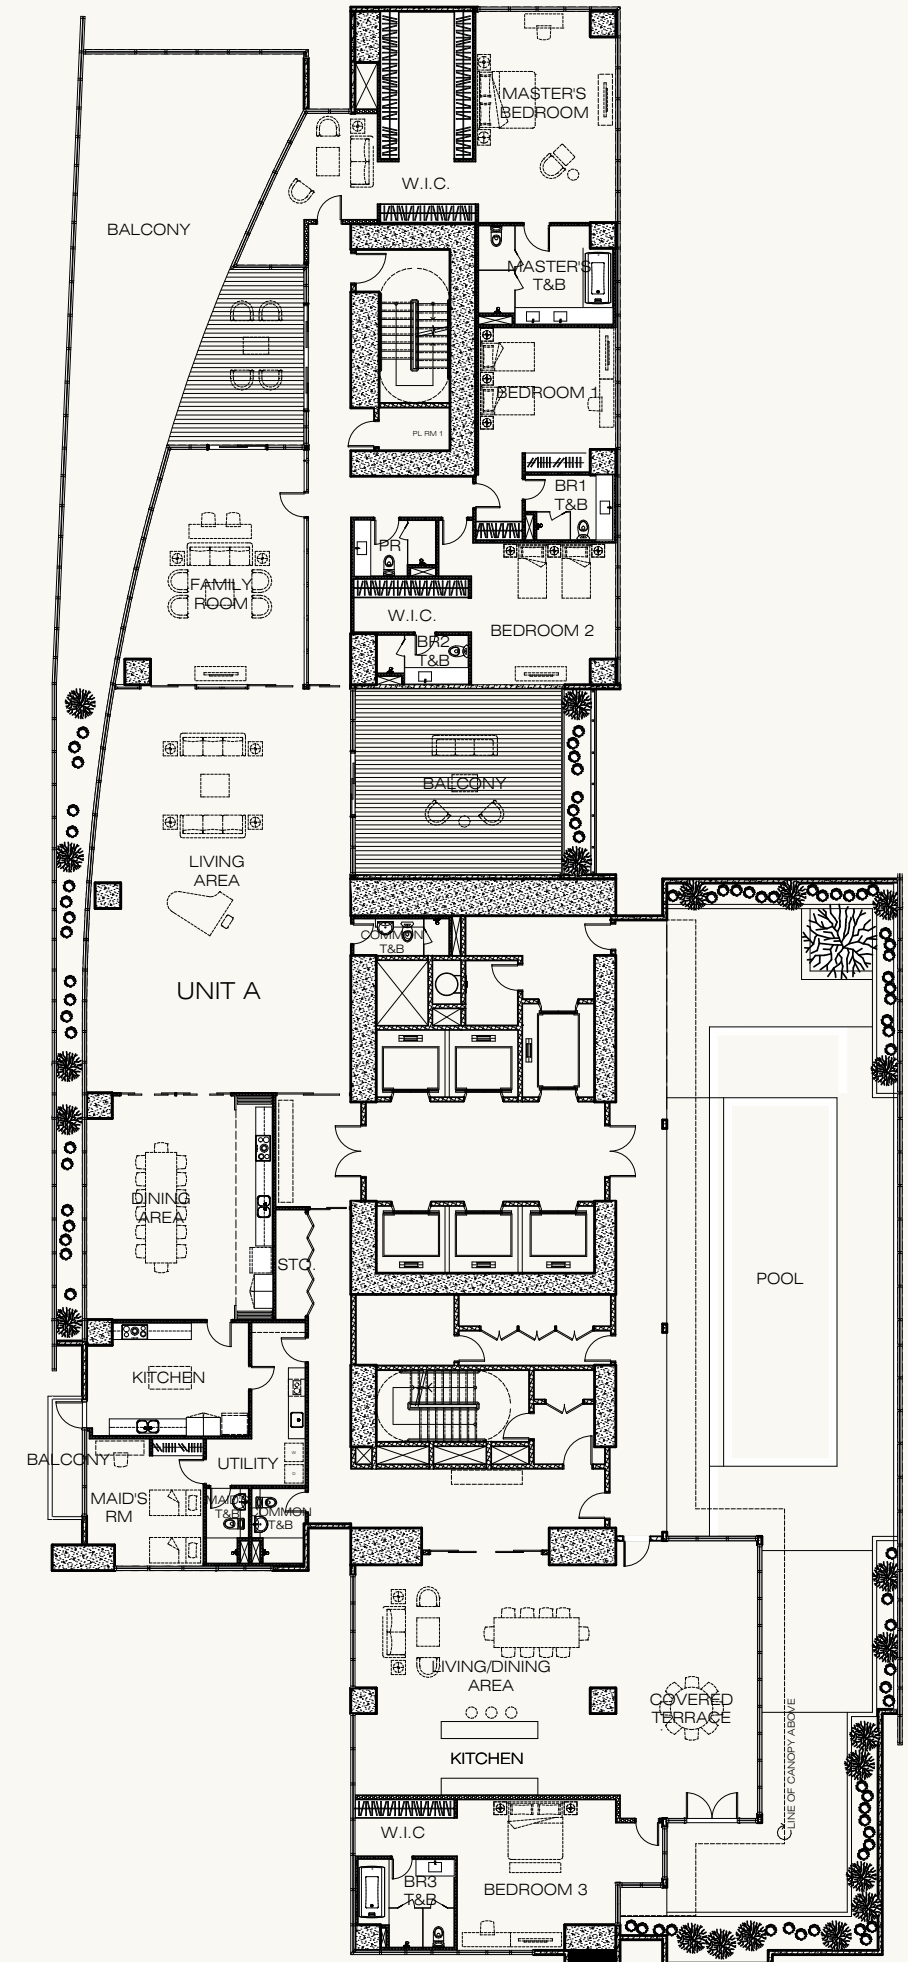 MASTER'S
BEDROOM
W.I.C.
BALCONY
MASTER'S
T&B
BEDROOM 1
PL RM 1
BR1
T&B
PR
FAMILY
ROOM
W.I.C.
BEDROOM 2
BR2
T&B
BALCONY
LIVING
AREA
COMMON
T&B
UNIT A
DINING
AREA
STO.
POOL
KITCHEN
BALCONY
UTILITY
MAID'S
RM
MAID'S
T&B
COMMON
T&B
LIVING/DINING
AREA
COVERED
TERRACE
KITCHEN
LINE OF CANOPY ABOVE
W.I.C
BR3
T&B
BEDROOM 3